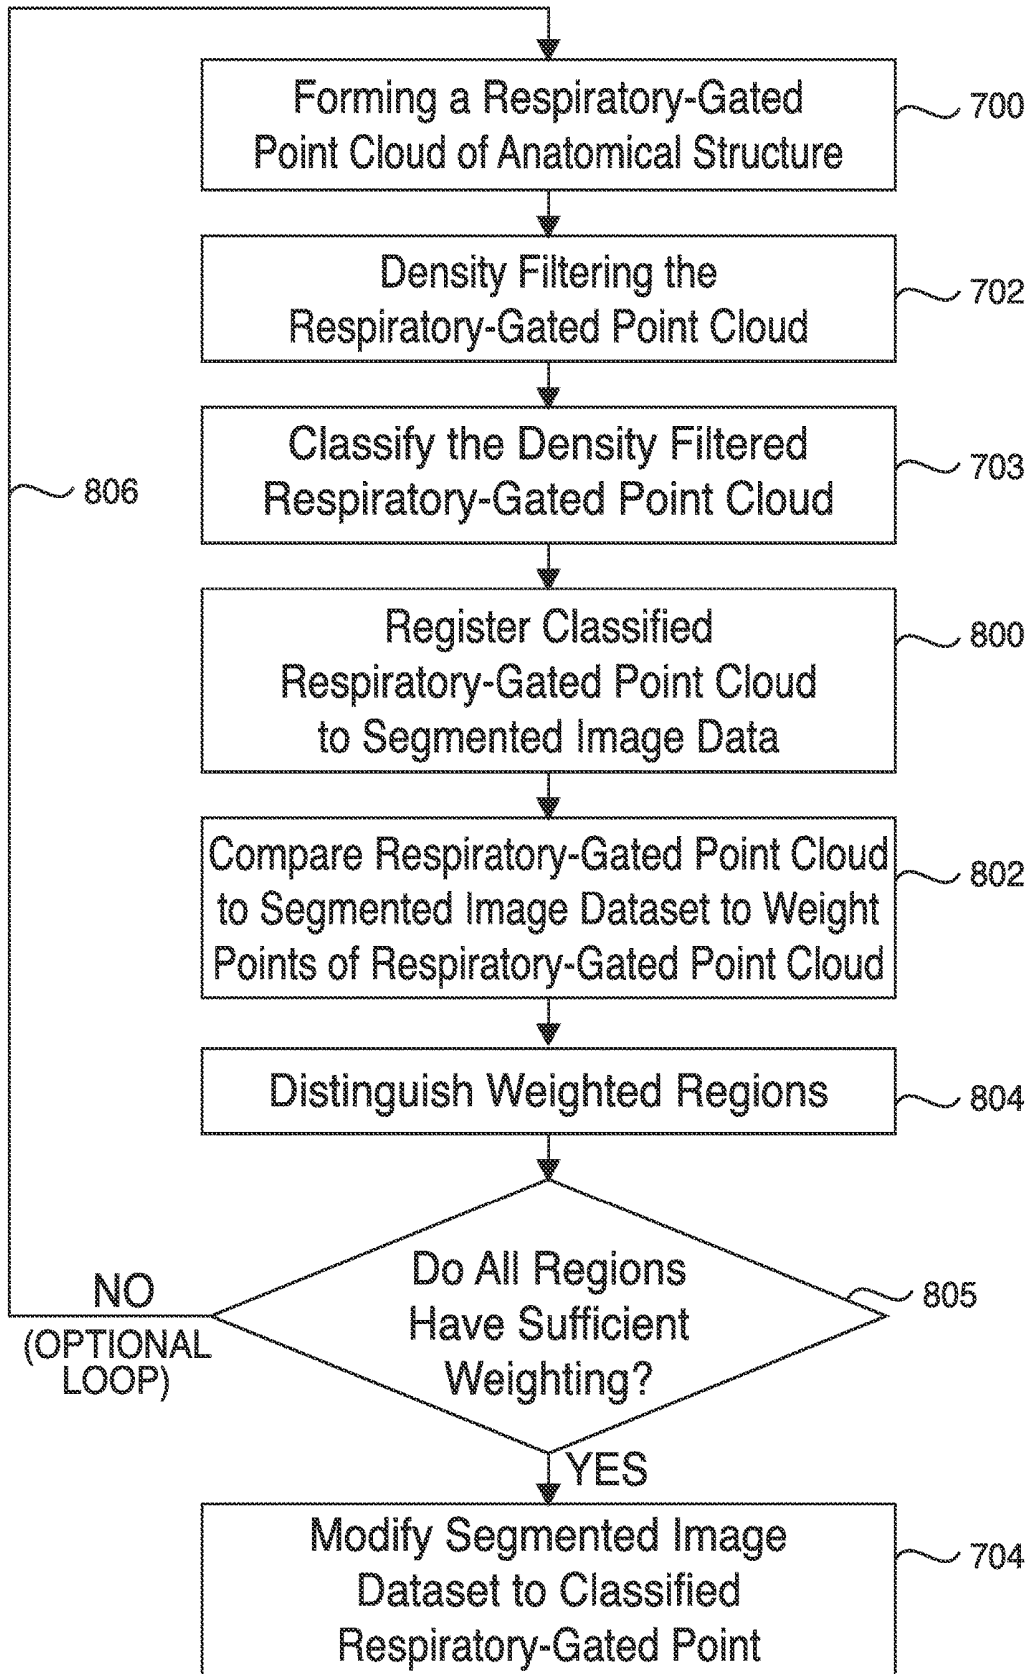 Forming a Respiratory-Gated
Point Cloud of Anatomical Structure
700
Density Filtering the
Respiratory-Gated Point Cloud
702
Classify the Density Filtered
Respiratory-Gated Point Cloud
703
806
Register Classified
Respiratory-Gated Point Cloud
to Segmented Image Data
800
Compare Respiratory-Gated Point Cloud
to Segmented Image Dataset to Weight
Points of Respiratory-Gated Point Cloud
802
Distinguish Weighted Regions
804
Do All Regions
Have Sufficient
Weighting?
805
NO
(OPTIONAL
LOOP)
YES
Modify Segmented Image
Dataset to Classified
Respiratory-Gated Point
704